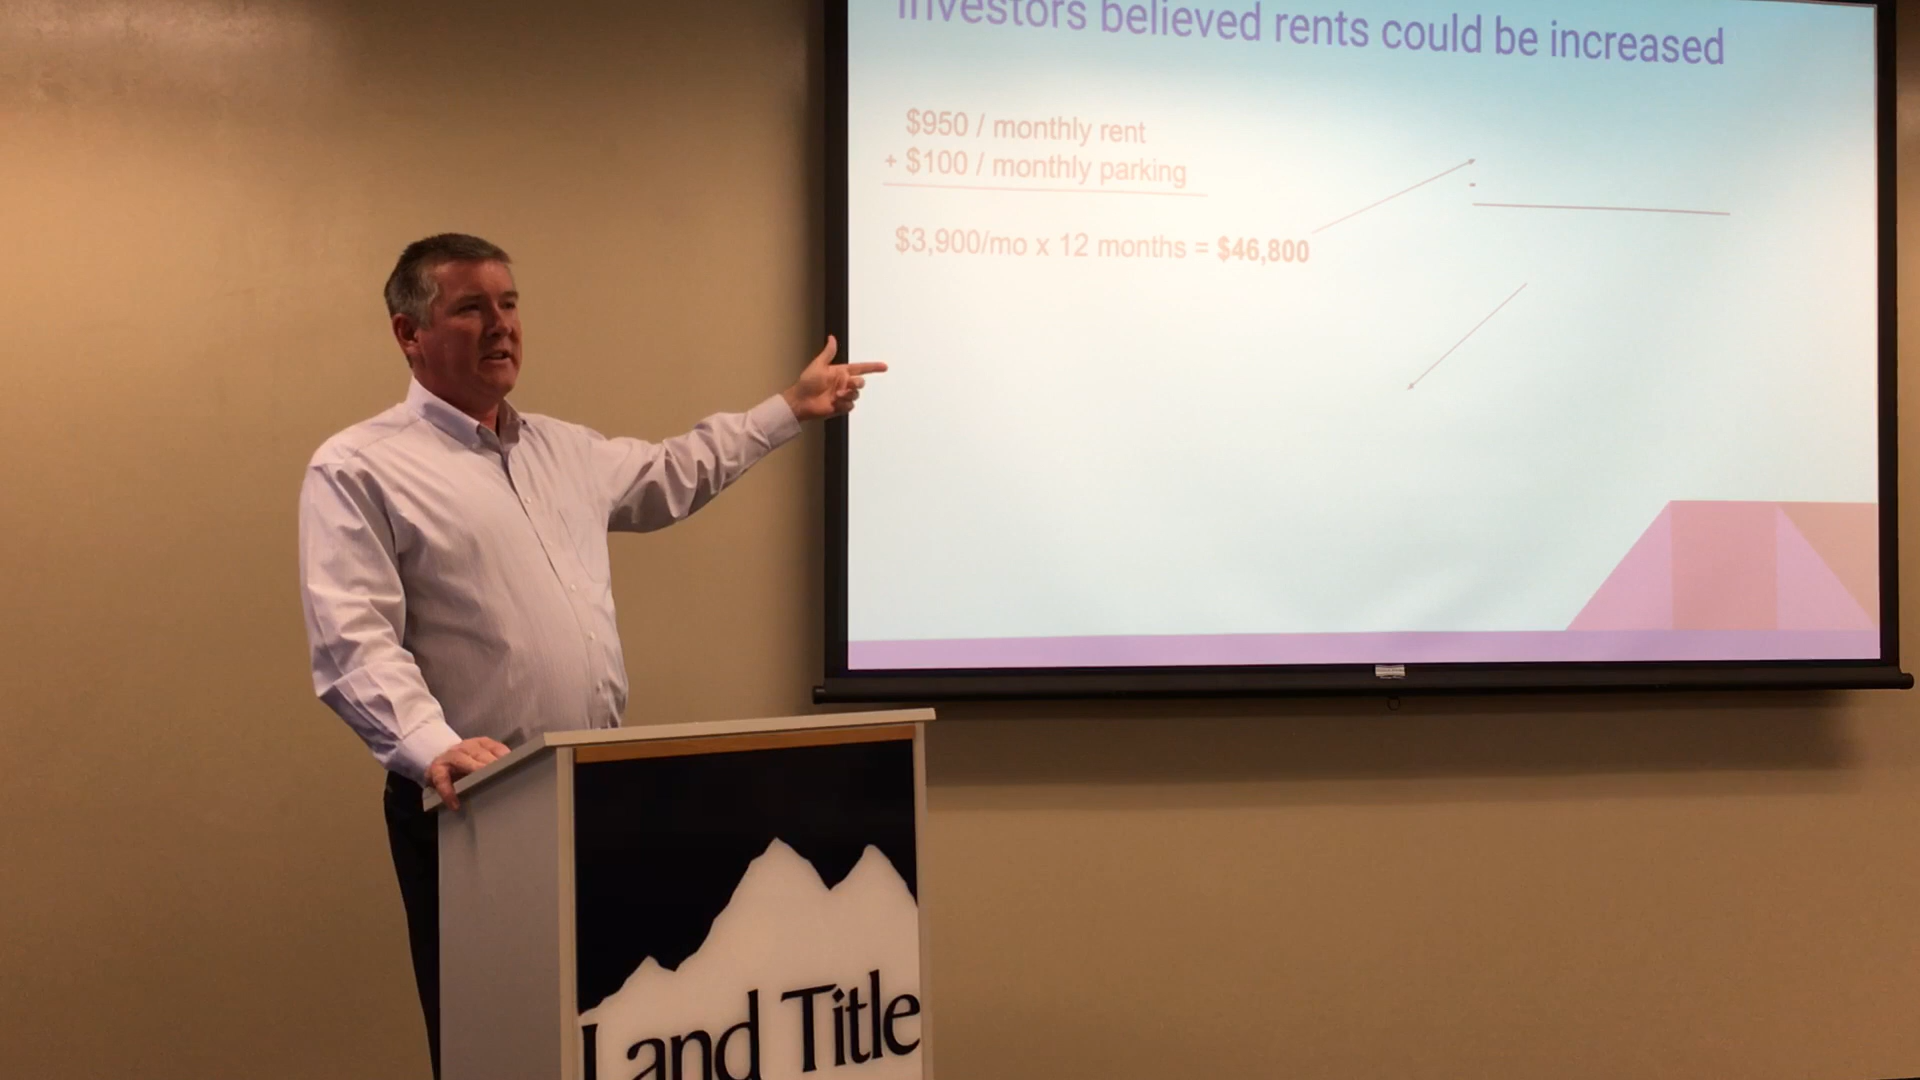 Investors believed rents could be increased
$950 / monthly rent
+ $100 / monthly parking
$3,900/mo x 12 months = $46,800
-
Land Title